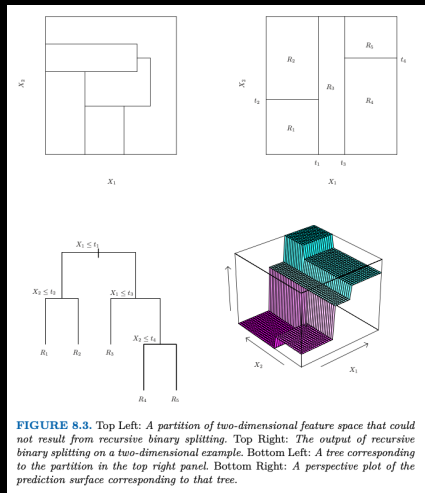 X₂
X₁
X₂
R₂
R₅
t₄
R₃
t₂
R₄
R₁
t₁
t₃
X₁
X₁ ≤ t₁
X₂ ≤ t₂
X₁ ≤ t₃
X₂ ≤ t₄
R₁
R₂
R₃
R₄
R₅
X₂
X₁
FIGURE 8.3. Top Left: A partition of two-dimensional feature space that could
not result from recursive binary splitting. Top Right: The output of recursive
binary splitting on a two-dimensional example. Bottom Left: A tree corresponding
to the partition in the top right panel. Bottom Right: A perspective plot of the
prediction surface corresponding to that tree.